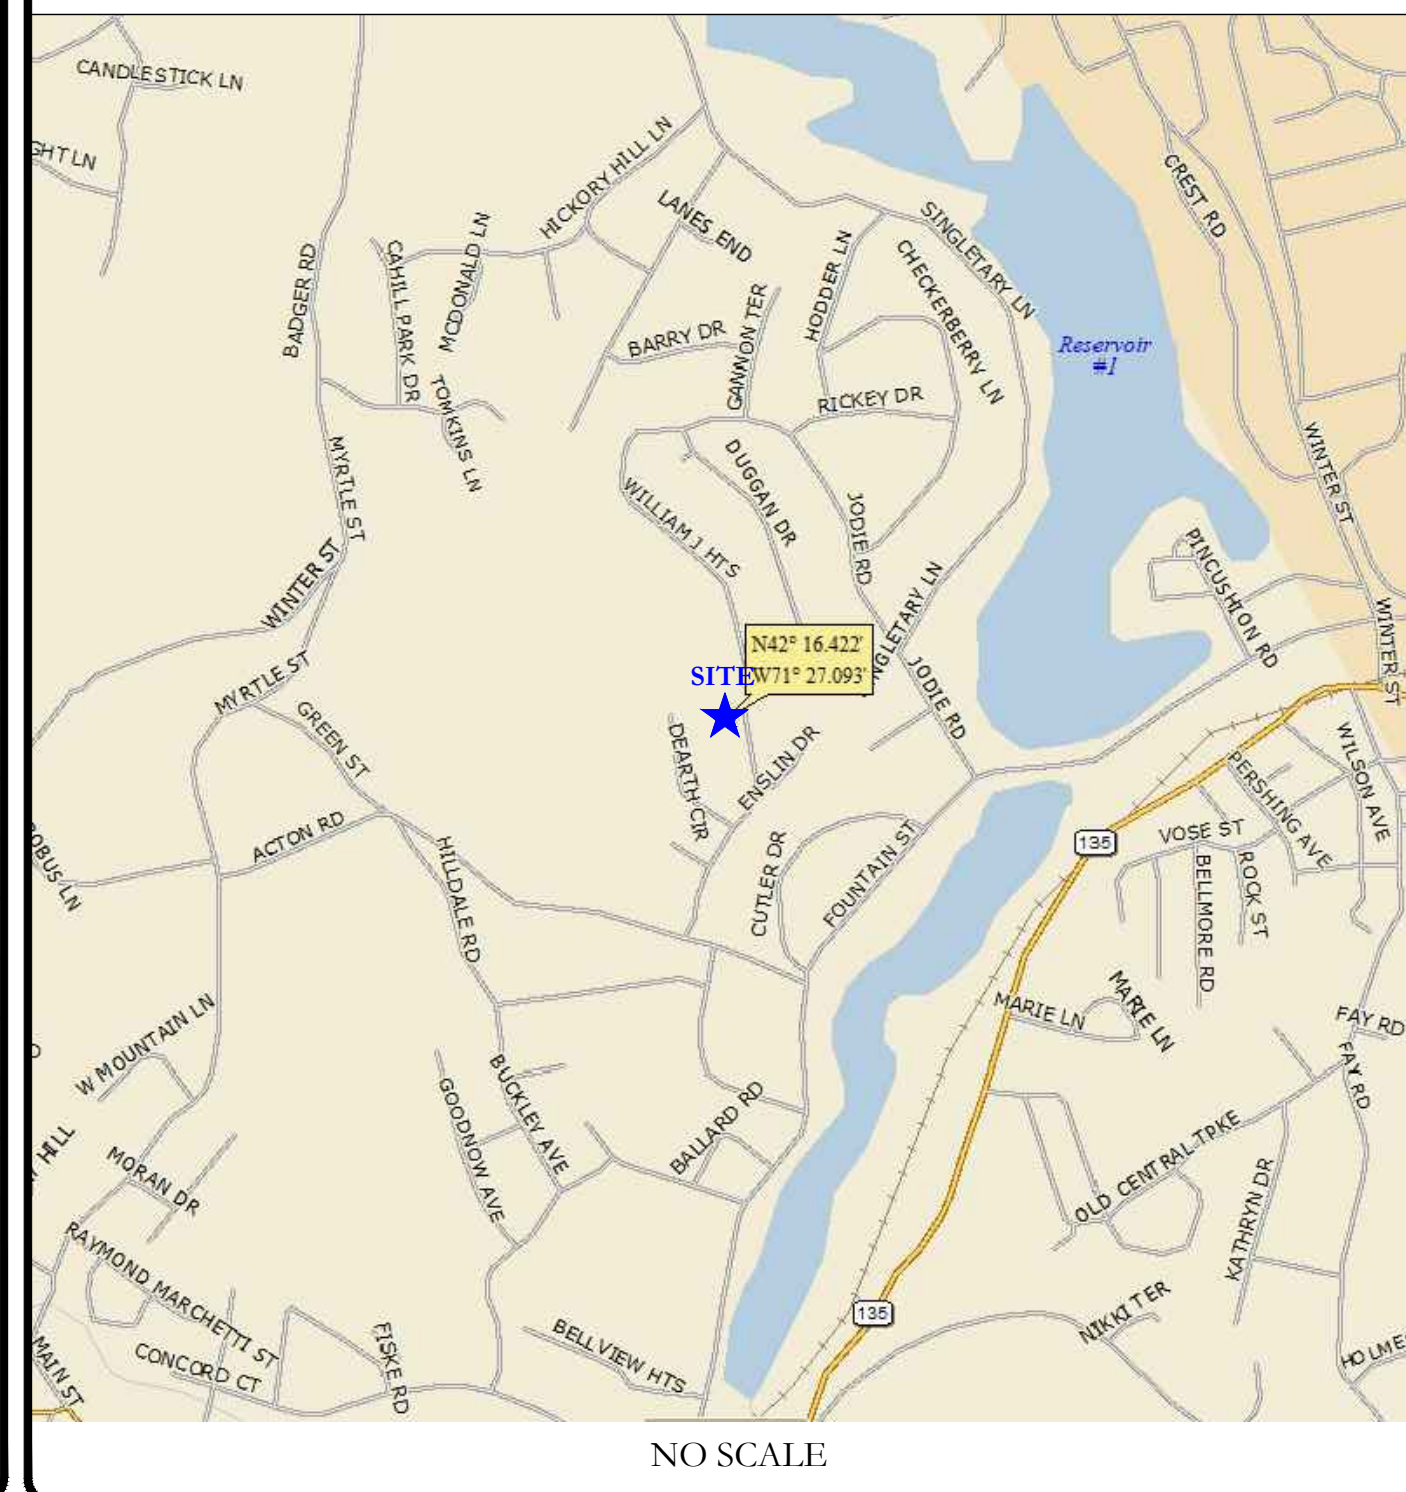 CANDLESTICK LN
GHT LN
HICKORY HILL LN
LANES END
CREST RD
SINGLETARY LN
MCDONALD LN
CAHILL PARK DR
BADGER RD
HODDER LN
CHECKERBERRY LN
GANNON TER
BARRY DR
Reservoir
#1
TOMKINS LN
RICKEY DR
MYRTLE ST
DUGGAN DR
WINTER ST
WILLIAM J HTS
JODIE RD
WINTER ST
PINCUSHION RD
NGLETARY LN
WINTER ST
N42° 16.422'
W71° 27.093'
SITE
MYRTLE ST
JODIE RD
GREEN ST
DEARTH CIR
ENSLIN DR
WILSON AVE
PERSHING AVE
ACTON RD
OBUS LN
HILLDALE RD
CUTLER DR
FOUNTAIN ST
135
VOSE ST
BELLMORE RD
ROCK ST
W MOUNTAIN LN
MARIE LN
MARIE LN
FAY RD
FAY RD
BUCKLEY AVE
GOODNOW AVE
BALLARD RD
OLD CENTRAL TPKE
KATHRYN DR
HILL
MORAN DR
RAYMOND MARCHETTI ST
135
NIKKI TER
MAIN ST
CONCORD CT
FISKE RD
BELLVIEW HTS
HOLME
NO SCALE